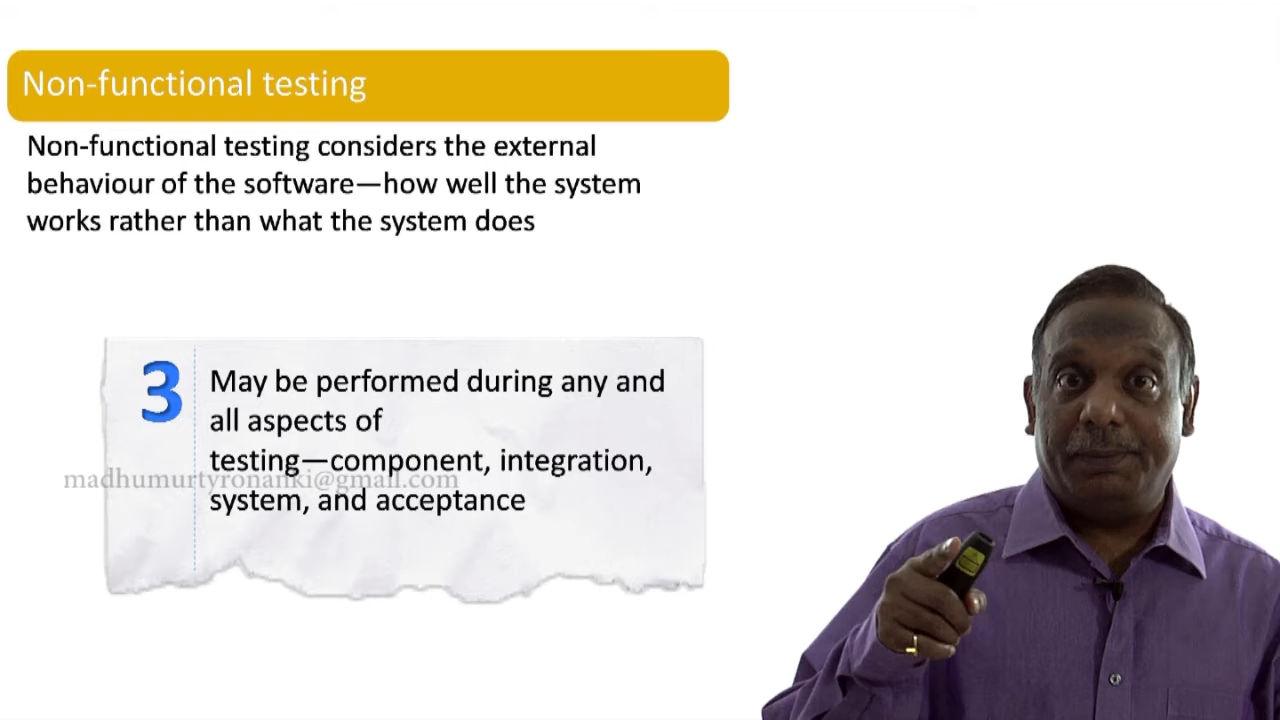 Non-functional testing
Non-functional testing considers the external
behaviour of the software—how well the system
works rather than what the system does
3
May be performed during any and
all aspects of
testing—component, integration,
madhumurtyronanki@gmail.com
system, and acceptance